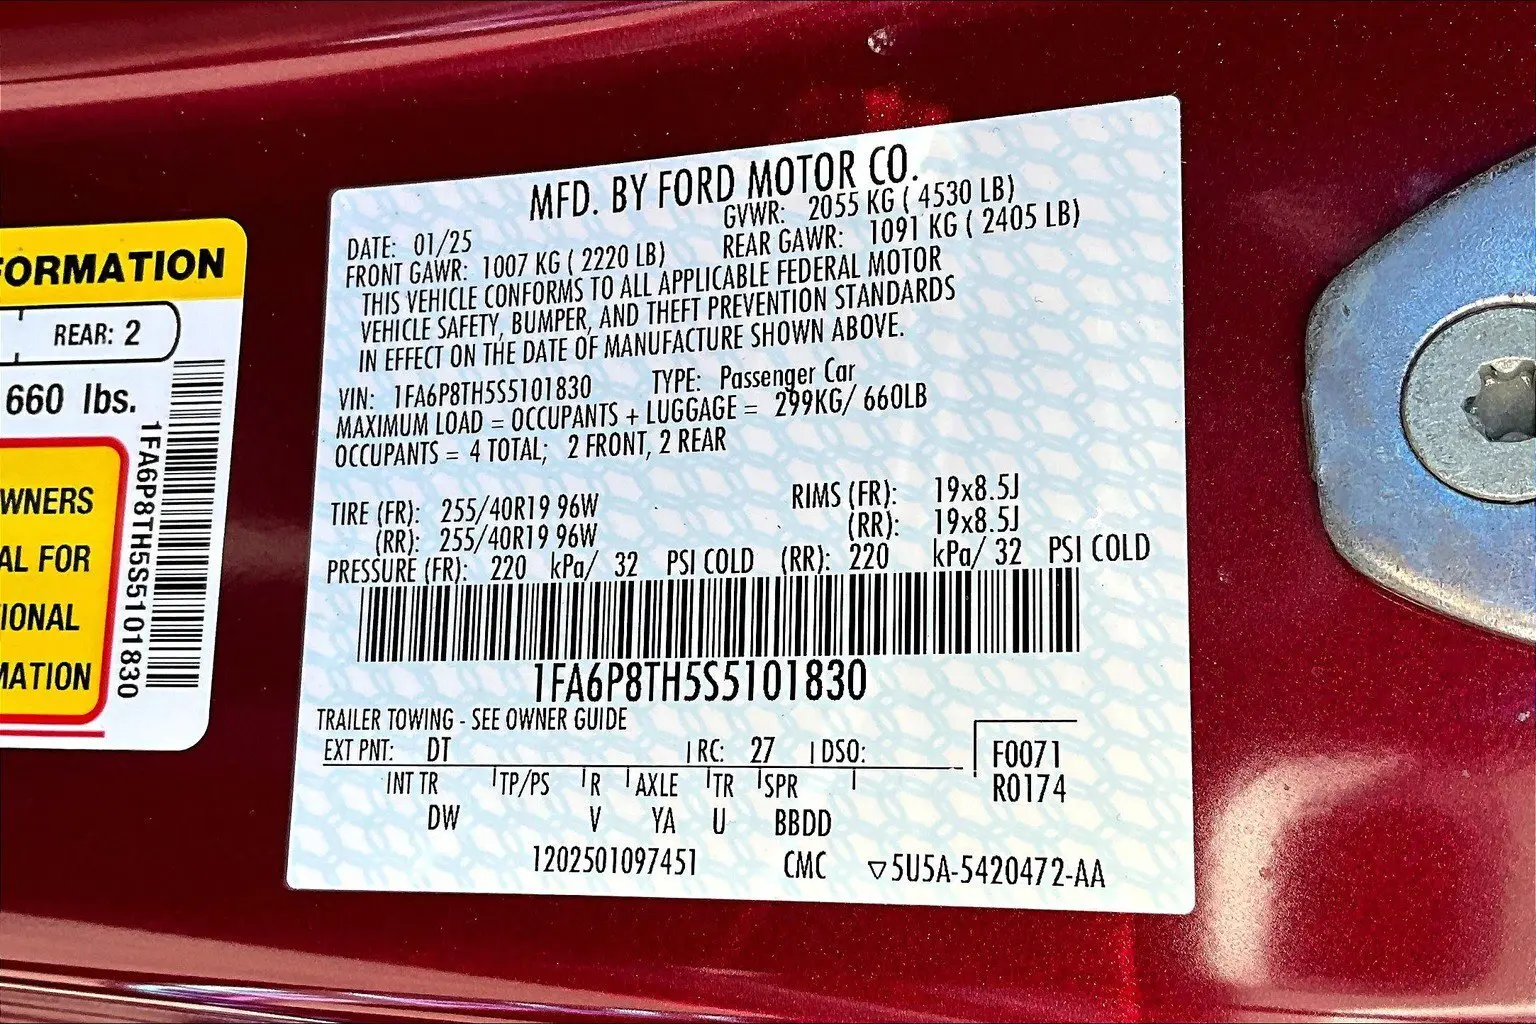 FORMATION
REAR: 2
660 lbs.
WNERS
AL FOR
IONAL
MATION
1FA6P8TH5S5101830
MFD. BY FORD MOTOR CO.
DATE: 01/25 GVWR: 2055 KG ( 4530 LB)
FRONT GAWR: 1007 KG ( 2220 LB) REAR GAWR: 1091 KG ( 2405 LB)
THIS VEHICLE CONFORMS TO ALL APPLICABLE FEDERAL MOTOR
VEHICLE SAFETY, BUMPER, AND THEFT PREVENTION STANDARDS
IN EFFECT ON THE DATE OF MANUFACTURE SHOWN ABOVE.
VIN: 1FA6P8TH5S5101830 TYPE: Passenger Car
MAXIMUM LOAD = OCCUPANTS + LUGGAGE = 299KG/ 660LB
OCCUPANTS = 4 TOTAL; 2 FRONT, 2 REAR
TIRE (FR): 255/40R19 96W RIMS (FR): 19x8.5J
(RR): 255/40R19 96W (RR): 19x8.5J
PRESSURE (FR): 220 kPa/ 32 PSI COLD (RR): 220 kPa/ 32 PSI COLD
1FA6P8TH5S5101830
TRAILER TOWING - SEE OWNER GUIDE
EXT PNT: DT RC: 27 DSO: F0071
INT TR TP/PS R AXLE TR SPR R0174
DW V YA U BBDD
1202501097451 CMC ▽5U5A-5420472-AA